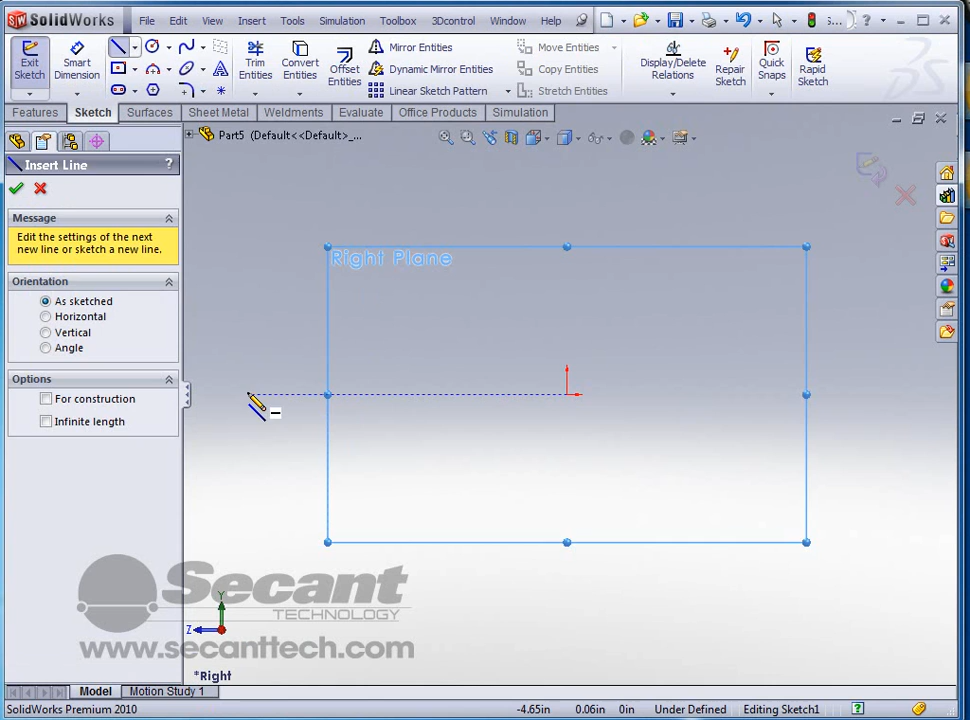 SolidWorks File Edit View Insert Tools Simulation Toolbox 3Dcontrol Window Help S... ?
Exit Sketch
Smart Dimension
Trim Entities
Convert Entities
Offset Entities
Mirror Entities
Dynamic Mirror Entities
Linear Sketch Pattern
Move Entities
Copy Entities
Stretch Entities
Display/Delete Relations
Repair Sketch
Quick Snaps
Rapid Sketch
Features Sketch Surfaces Sheet Metal Weldments Evaluate Office Products Simulation
Part5 (Default<<Default>_...
Insert Line ?
Message
Edit the settings of the next
new line or sketch a new line.
Orientation
As sketched
Horizontal
Vertical
Angle
Options
For construction
Infinite length
Right Plane
Secant
TECHNOLOGY
www.secanttech.com
Y
Z
*Right
Model Motion Study 1
SolidWorks Premium 2010 -4.65in 0.06in 0in Under Defined Editing Sketch1 ?